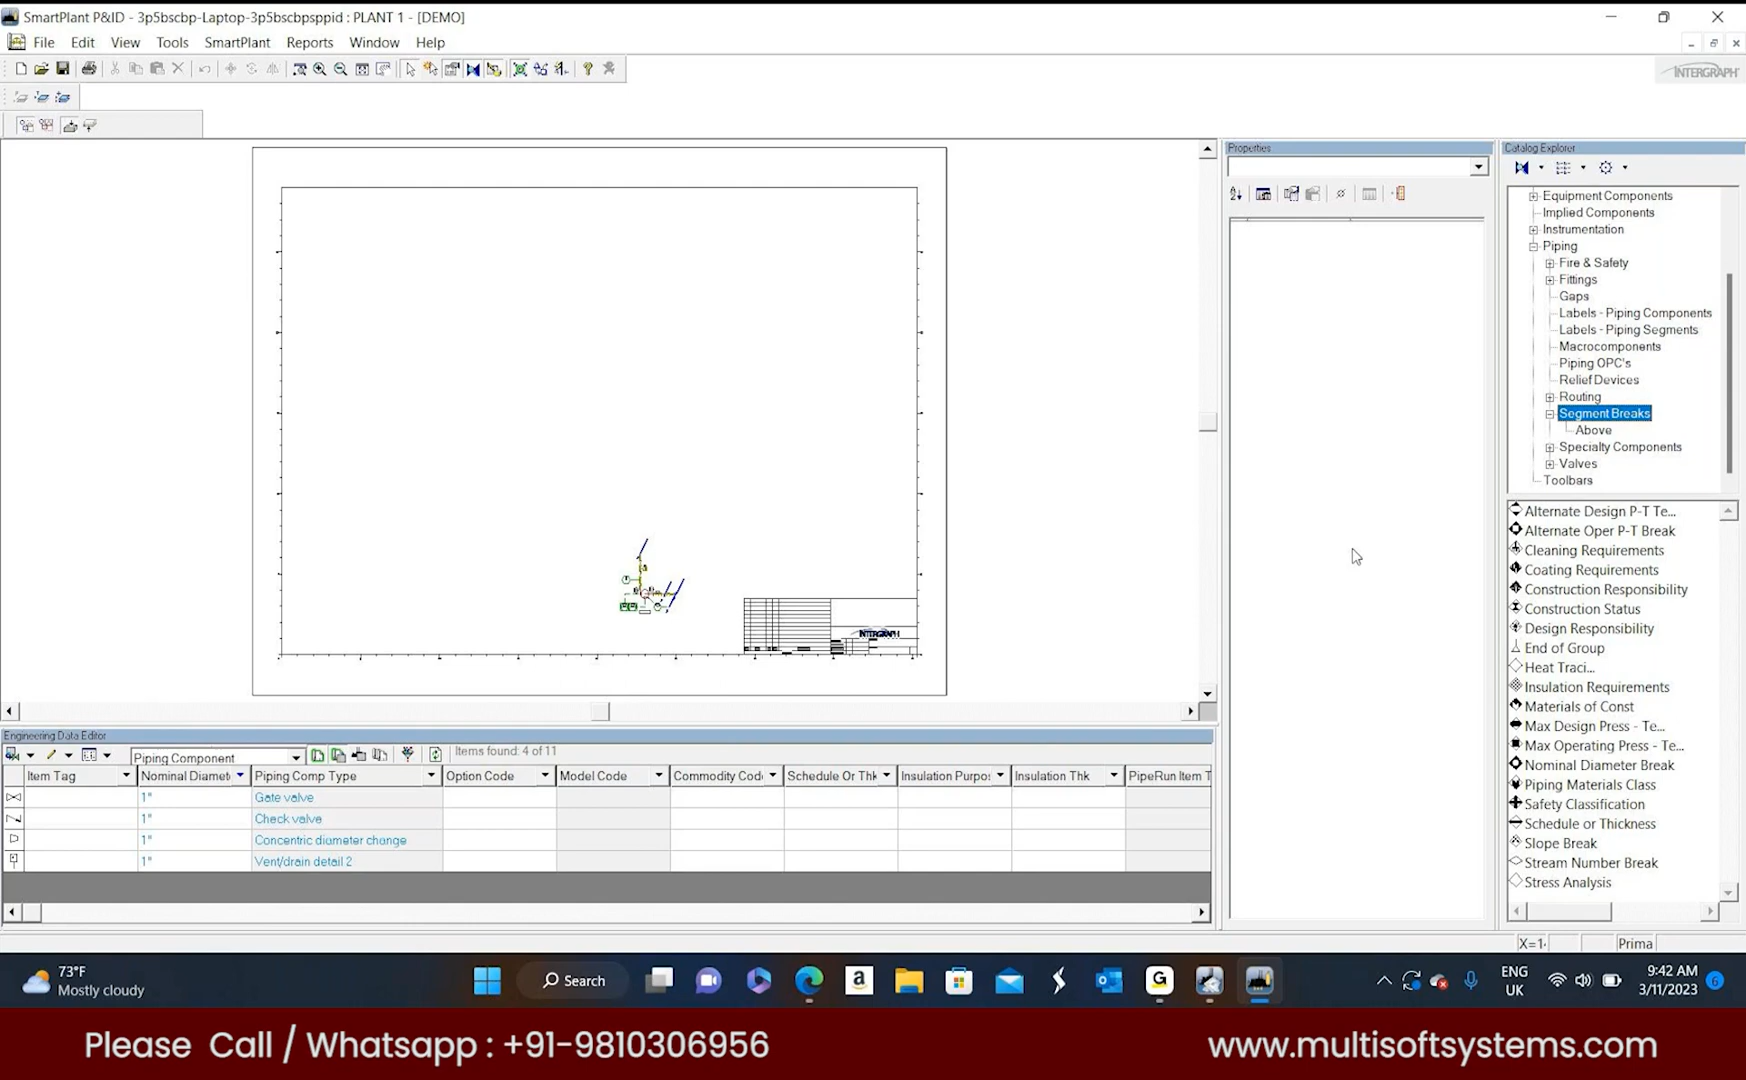 SmartPlant P&ID - 3p5bscbp-Laptop-3p5bscbpsppid : PLANT 1 - [DEMO]
File Edit View Tools SmartPlant Reports Window Help
INTERGRAPH
Properties
Catalog Explorer
Equipment Components
Implied Components
Instrumentation
Piping
Fire & Safety
Fittings
Gaps
Labels - Piping Components
Labels - Piping Segments
Macrocomponents
Piping OPC's
Relief Devices
Routing
Segment Breaks
Above
Specialty Components
Valves
Toolbars
Alternate Design P-T Te...
Alternate Oper P-T Break
Cleaning Requirements
Coating Requirements
Construction Responsibility
Construction Status
Design Responsibility
End of Group
Heat Traci...
Insulation Requirements
Materials of Const
Max Design Press - Te...
Max Operating Press - Te...
Nominal Diameter Break
Piping Materials Class
Safety Classification
Schedule or Thickness
Slope Break
Stream Number Break
Stress Analysis
INTERGRAPH
Engineering Data Editor
Piping Component Items found: 4 of 11
Item Tag Nominal Diamet Piping Comp Type Option Code Model Code Commodity Cod Schedule Or Thk Insulation Purpo Insulation Thk PipeRun Item T
1" Gate valve
1" Check valve
1" Concentric diameter change
1" Vent/drain detail 2
X=1 Prima
73°F
Mostly cloudy
Search
ENG
UK
9:42 AM
3/11/2023
6
Please Call / Whatsapp : +91-9810306956
www.multisoftsystems.com